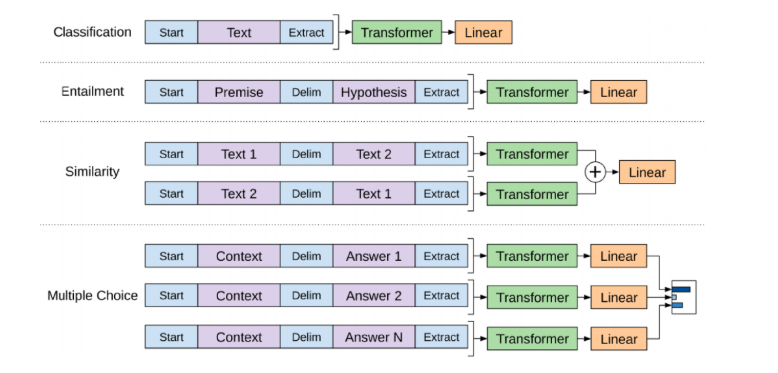 Classification Start Text Extract Transformer Linear
Entailment Start Premise Delim Hypothesis Extract Transformer Linear
Similarity
Start Text 1 Delim Text 2 Extract Transformer
+ Linear
Start Text 2 Delim Text 1 Extract Transformer
Multiple Choice
Start Context Delim Answer 1 Extract Transformer Linear
Start Context Delim Answer 2 Extract Transformer Linear
Start Context Delim Answer N Extract Transformer Linear